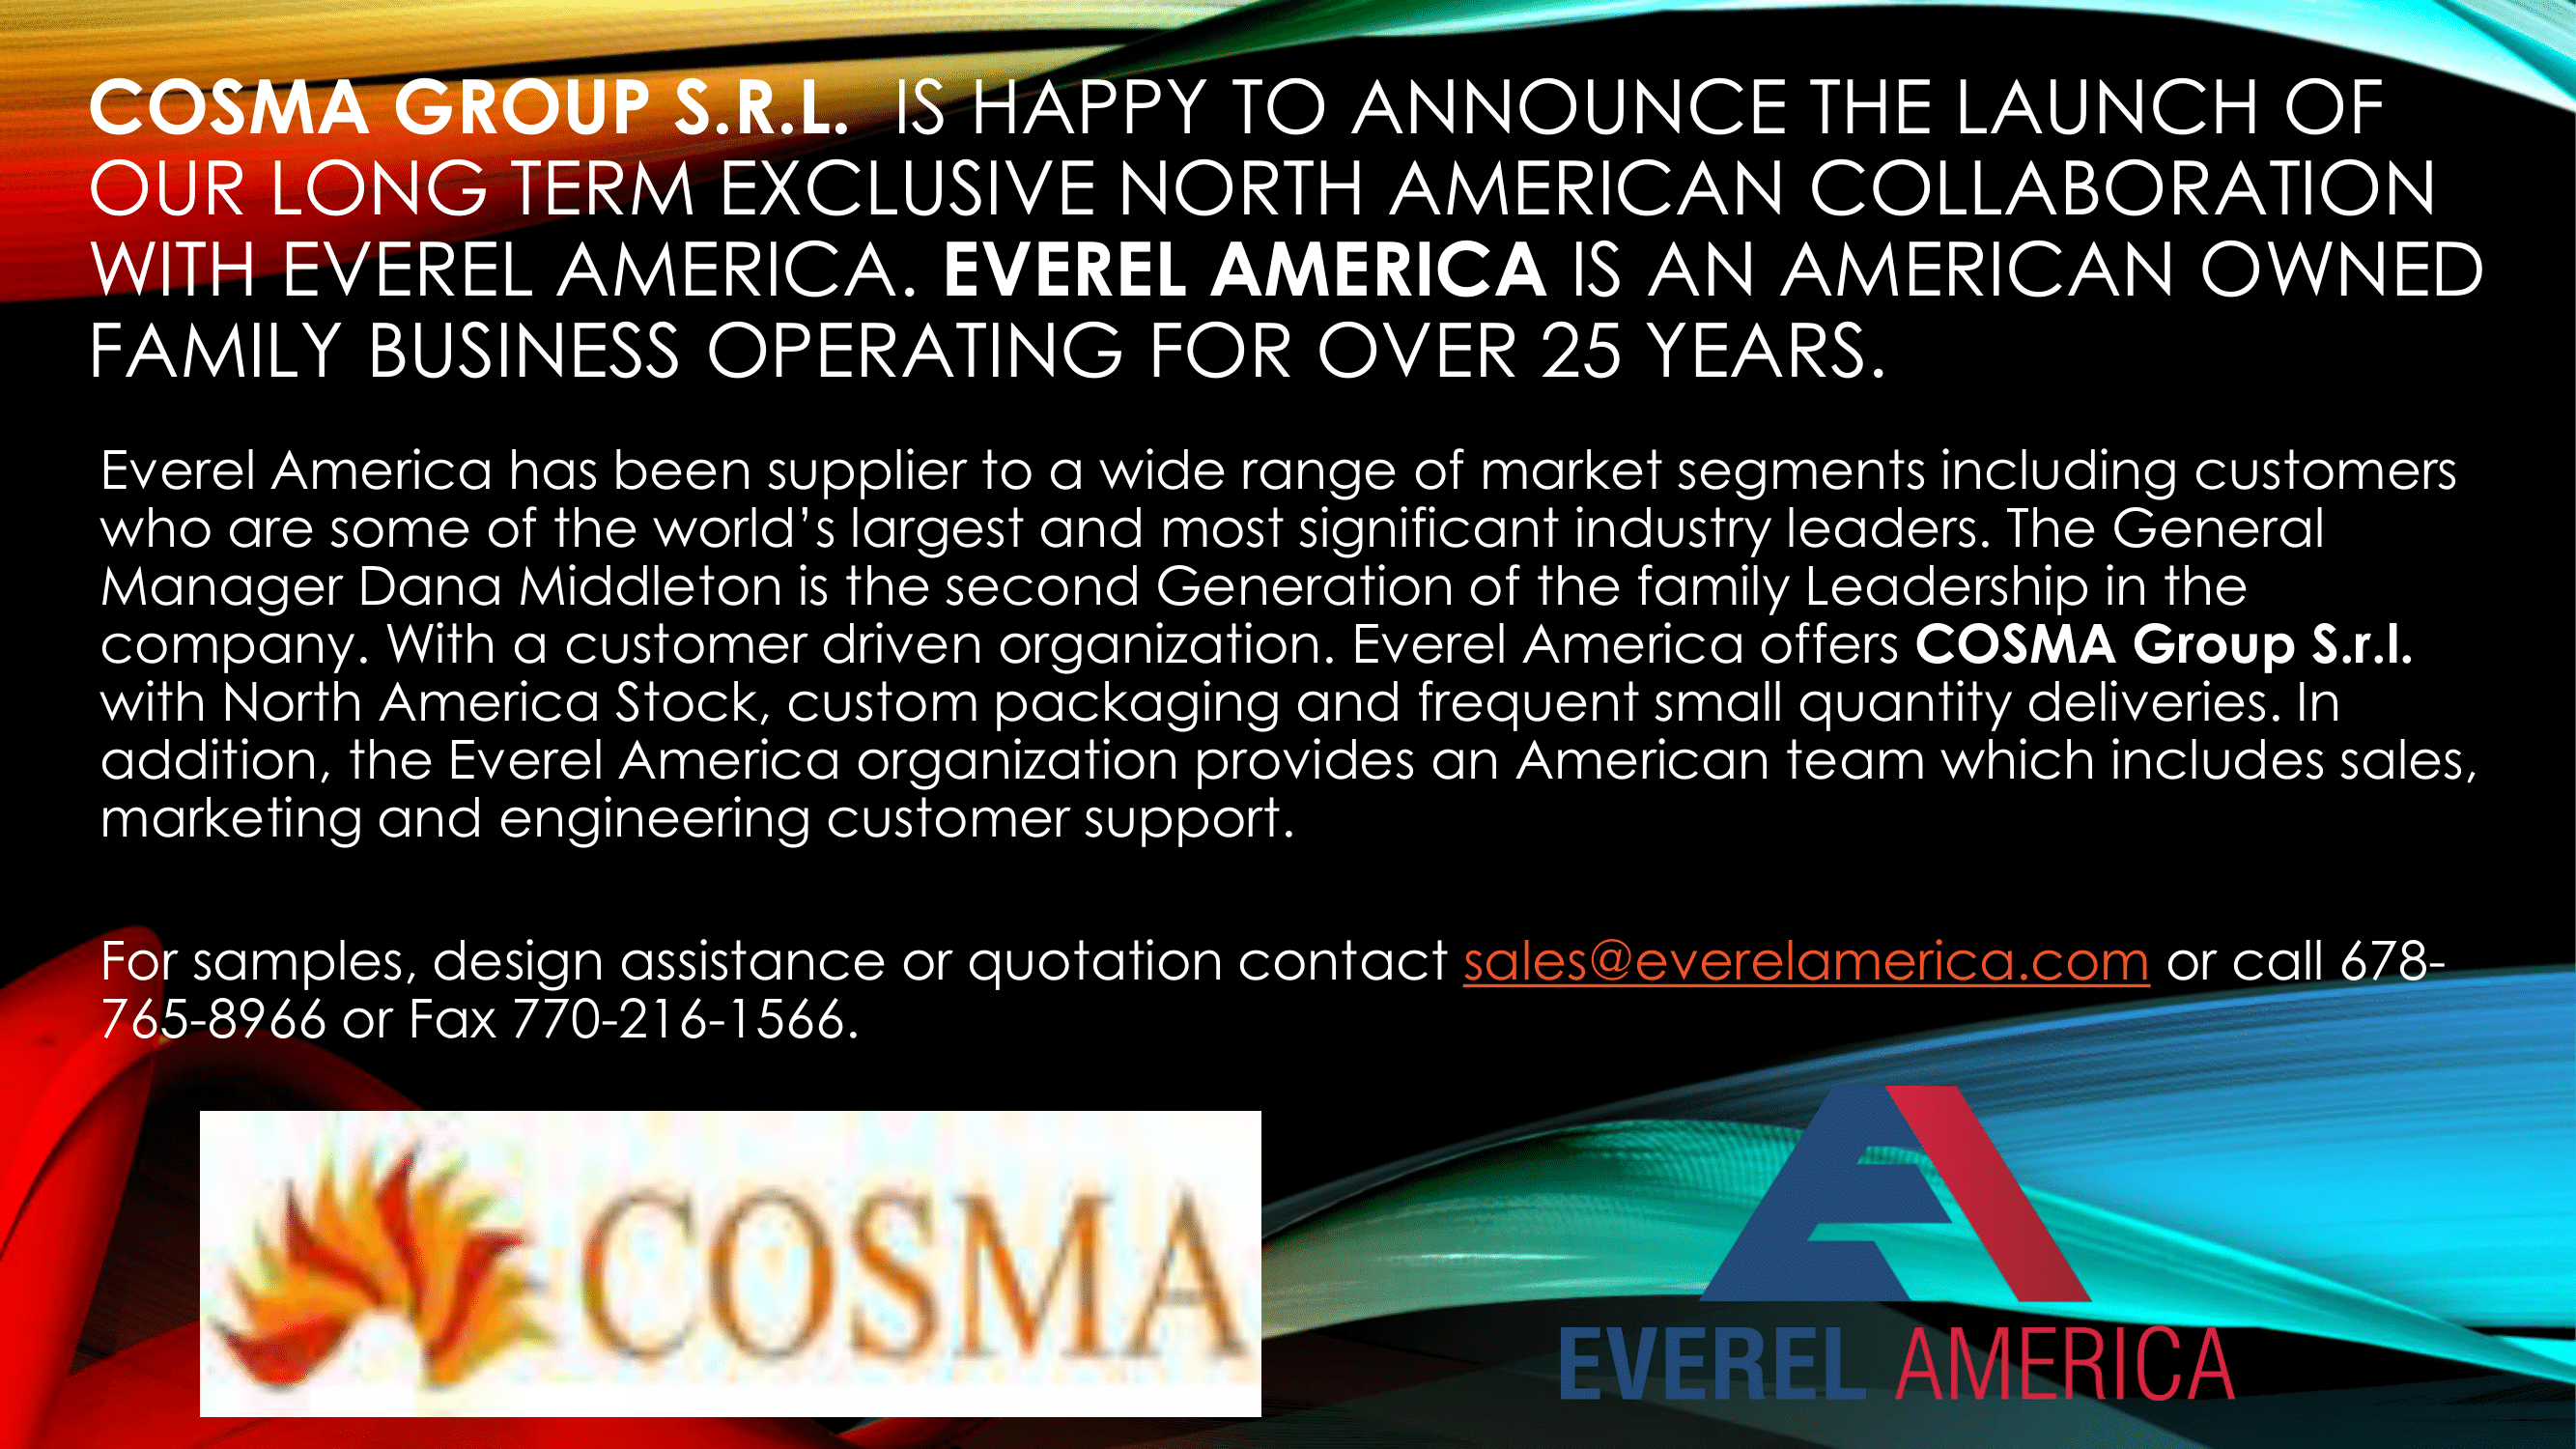 COSMA GROUP S.R.L. IS HAPPY TO ANNOUNCE THE LAUNCH OF
OUR LONG TERM EXCLUSIVE NORTH AMERICAN COLLABORATION
WITH EVEREL AMERICA. EVEREL AMERICA IS AN AMERICAN OWNED
FAMILY BUSINESS OPERATING FOR OVER 25 YEARS.
Everel America has been supplier to a wide range of market segments including customers
who are some of the world’s largest and most significant industry leaders. The General
Manager Dana Middleton is the second Generation of the family Leadership in the
company. With a customer driven organization. Everel America offers COSMA Group S.r.l.
with North America Stock, custom packaging and frequent small quantity deliveries. In
addition, the Everel America organization provides an American team which includes sales,
marketing and engineering customer support.
For samples, design assistance or quotation contact sales@everelamerica.com or call 678-
765-8966 or Fax 770-216-1566.
COSMA
EVEREL AMERICA